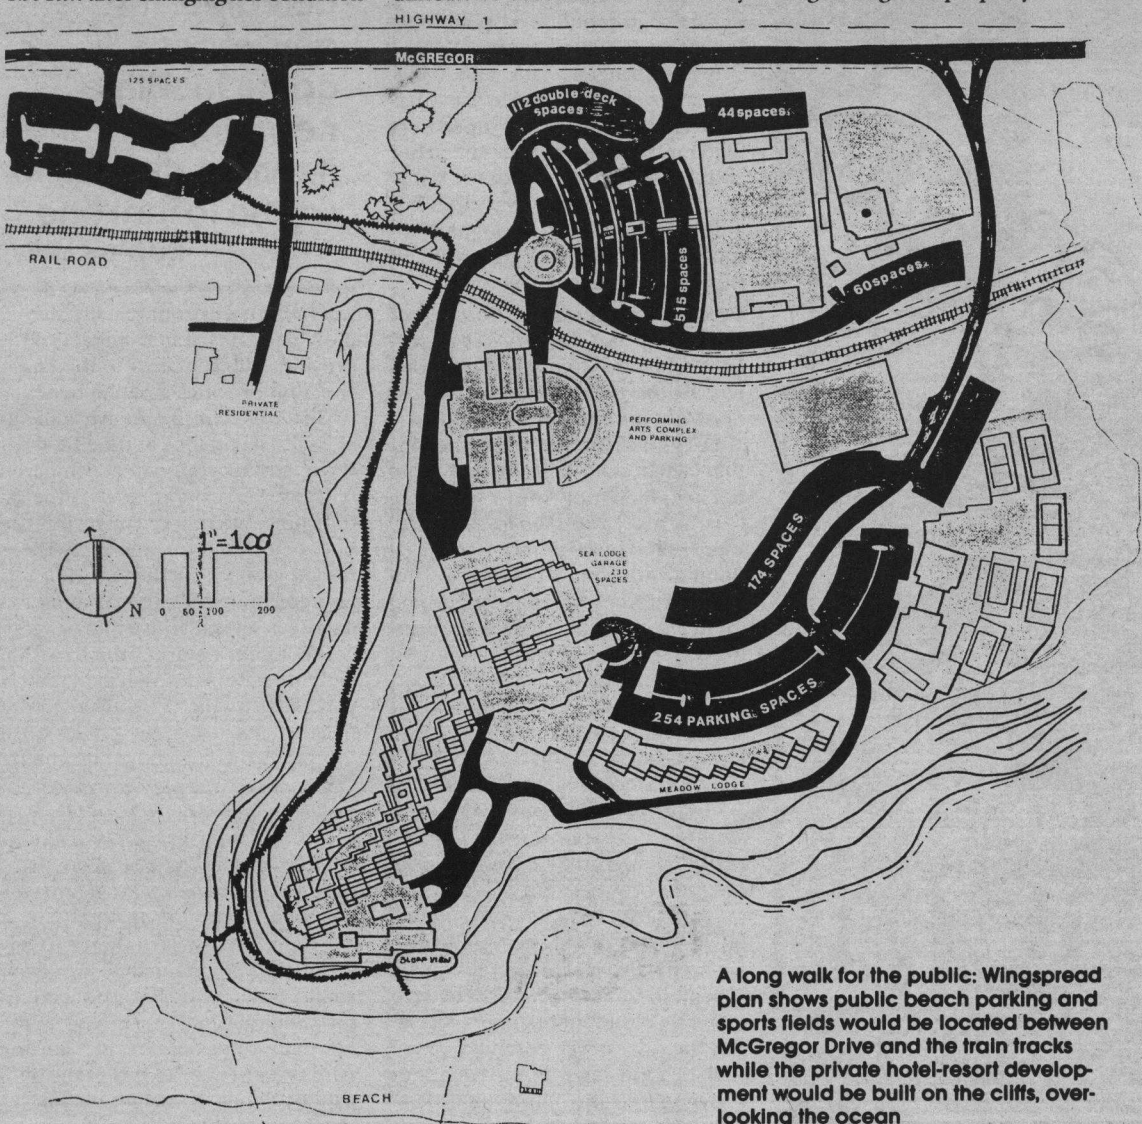 HIGHWAY 1
McGREGOR
125 SPACES
112 double deck
spaces
44 spaces
515 spaces
60 spaces
RAIL ROAD
PRIVATE
RESIDENTIAL
PERFORMING
ARTS COMPLEX
AND PARKING
1"=100'
N
0 50 100 200
SEA LODGE
GARAGE
230
SPACES
174 SPACES
254 PARKING SPACES
MEADOW LODGE
BLUFF VIEW
BEACH
A long walk for the public: Wingspread
plan shows public beach parking and
sports fields would be located between
McGregor Drive and the train tracks
while the private hotel-resort develop-
ment would be built on the cliffs, over-
looking the ocean